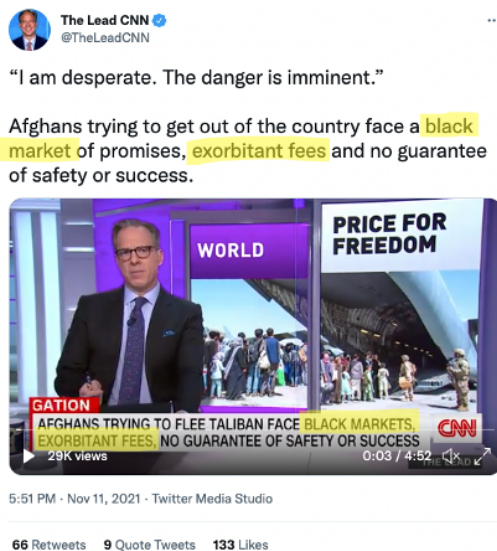 The Lead CNN
@TheLeadCNN
“I am desperate. The danger is imminent.”
Afghans trying to get out of the country face a black
market of promises, exorbitant fees and no guarantee
of safety or success.
WORLD
PRICE FOR
FREEDOM
GATION
AFGHANS TRYING TO FLEE TALIBAN FACE BLACK MARKETS,
EXORBITANT FEES, NO GUARANTEE OF SAFETY OR SUCCESS
CNN
29K views
0:03 / 4:52
THE LEAD
5:51 PM · Nov 11, 2021 · Twitter Media Studio
66 Retweets 9 Quote Tweets 133 Likes